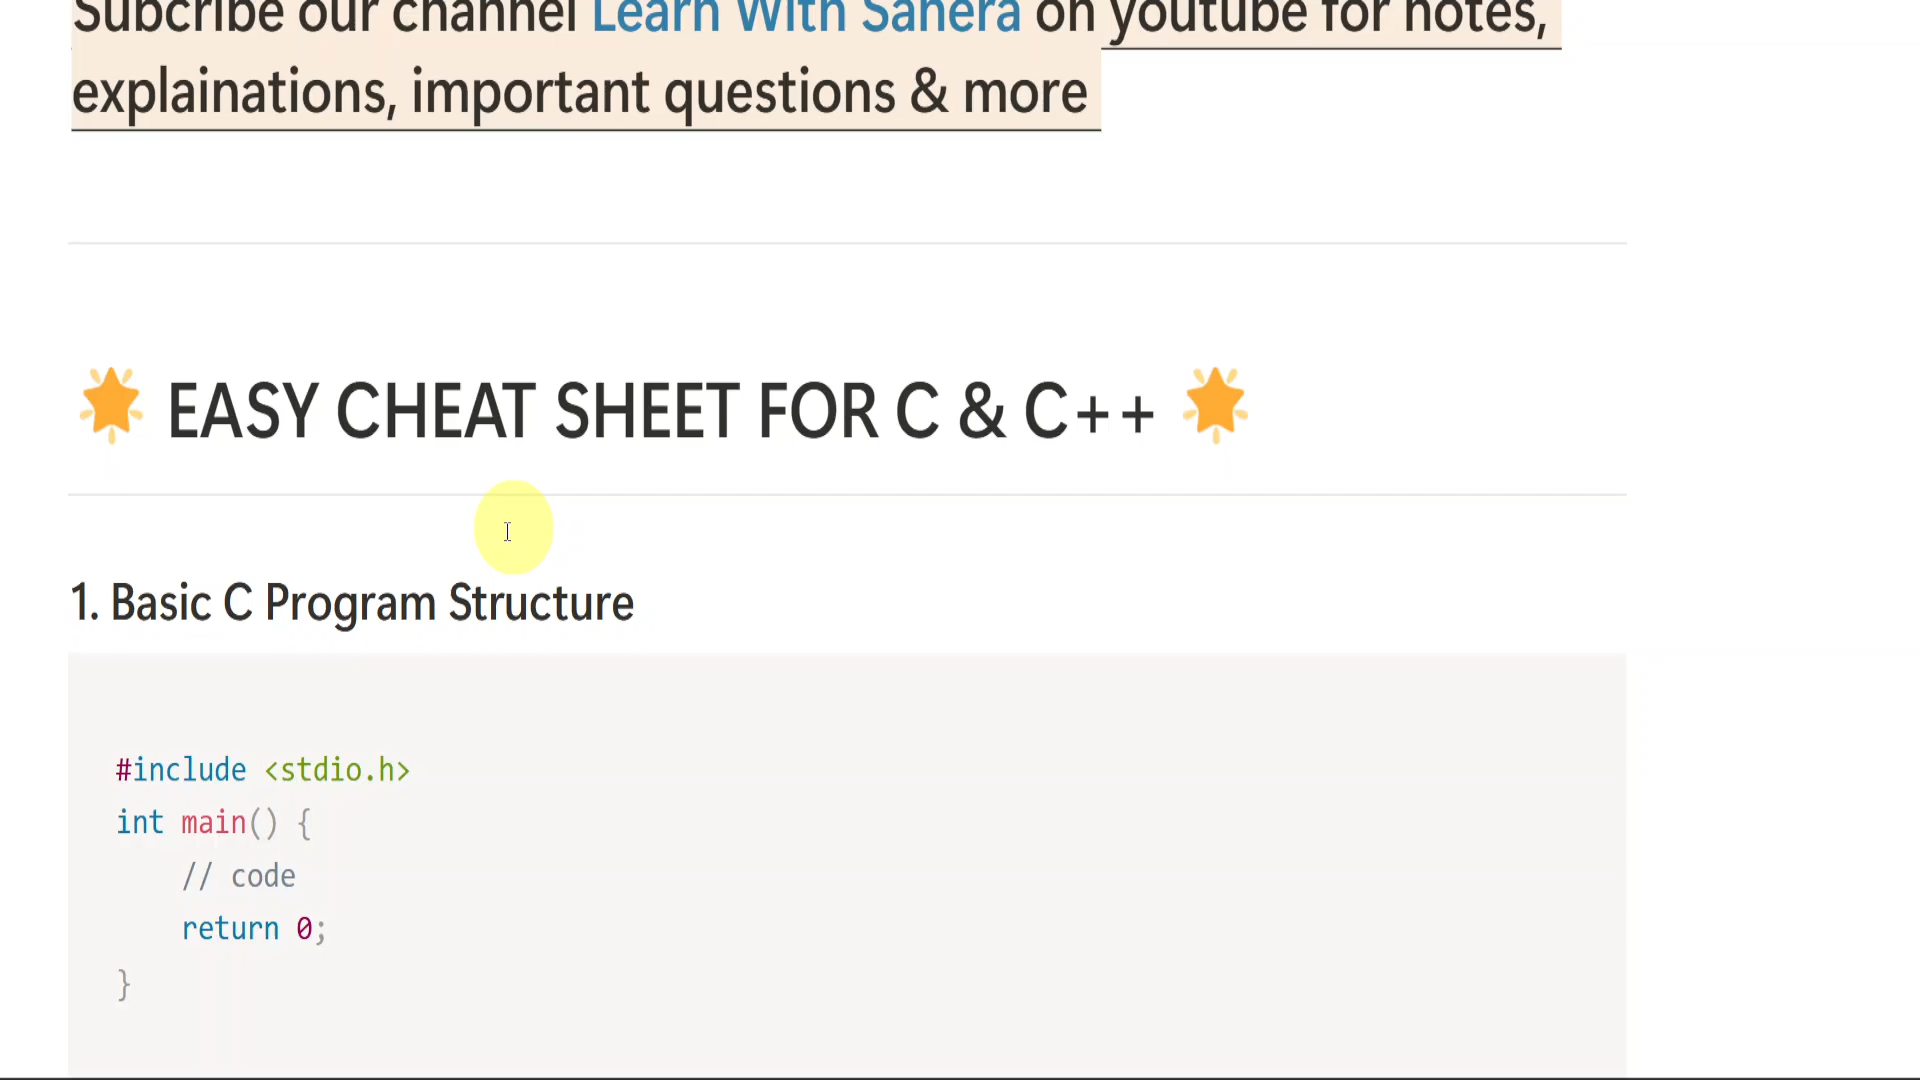 Subcribe our channel Learn With Sahera on youtube for notes,
explainations, important questions & more
🌟 EASY CHEAT SHEET FOR C & C++ 🌟
1. Basic C Program Structure
#include <stdio.h>
int main() {
    // code
    return 0;
}